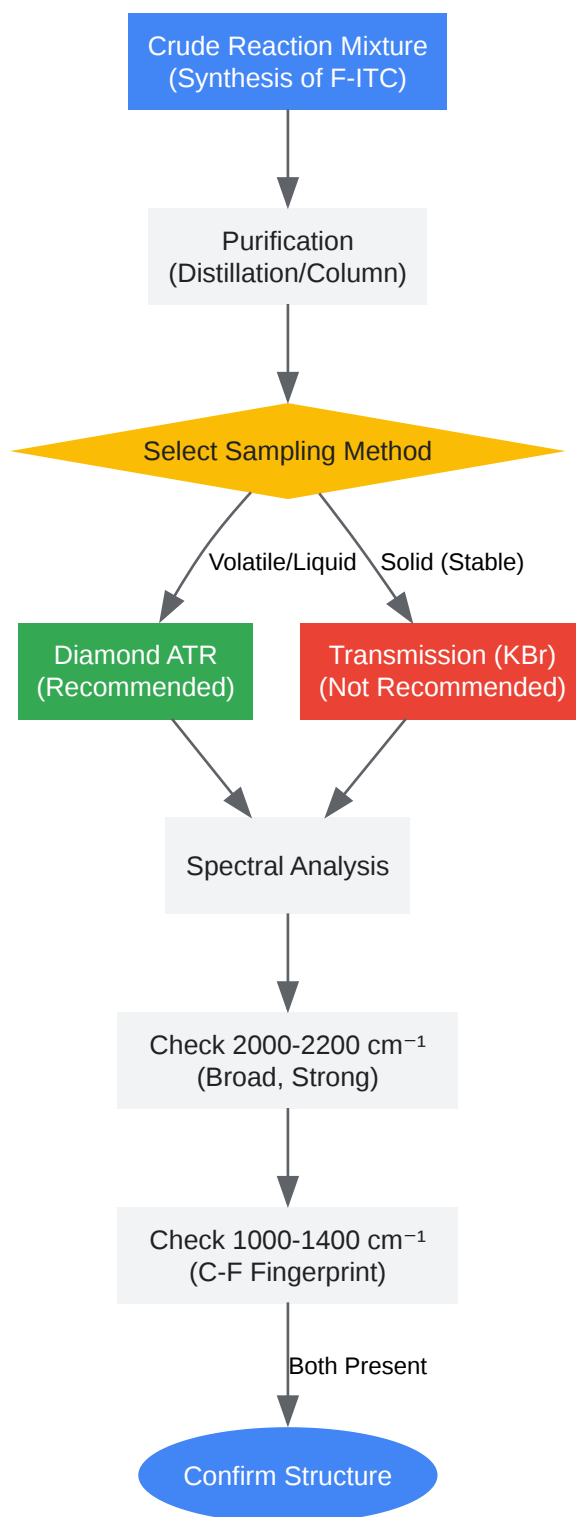 Crude Reaction Mixture
(Synthesis of F-ITC)
Purification
(Distillation/Column)
Select Sampling Method
Volatile/Liquid
Solid (Stable)
Diamond ATR
(Recommended)
Transmission (KBr)
(Not Recommended)
Spectral Analysis
Check 2000-2200 cm⁻¹
(Broad, Strong)
Check 1000-1400 cm⁻¹
(C-F Fingerprint)
Both Present
Confirm Structure